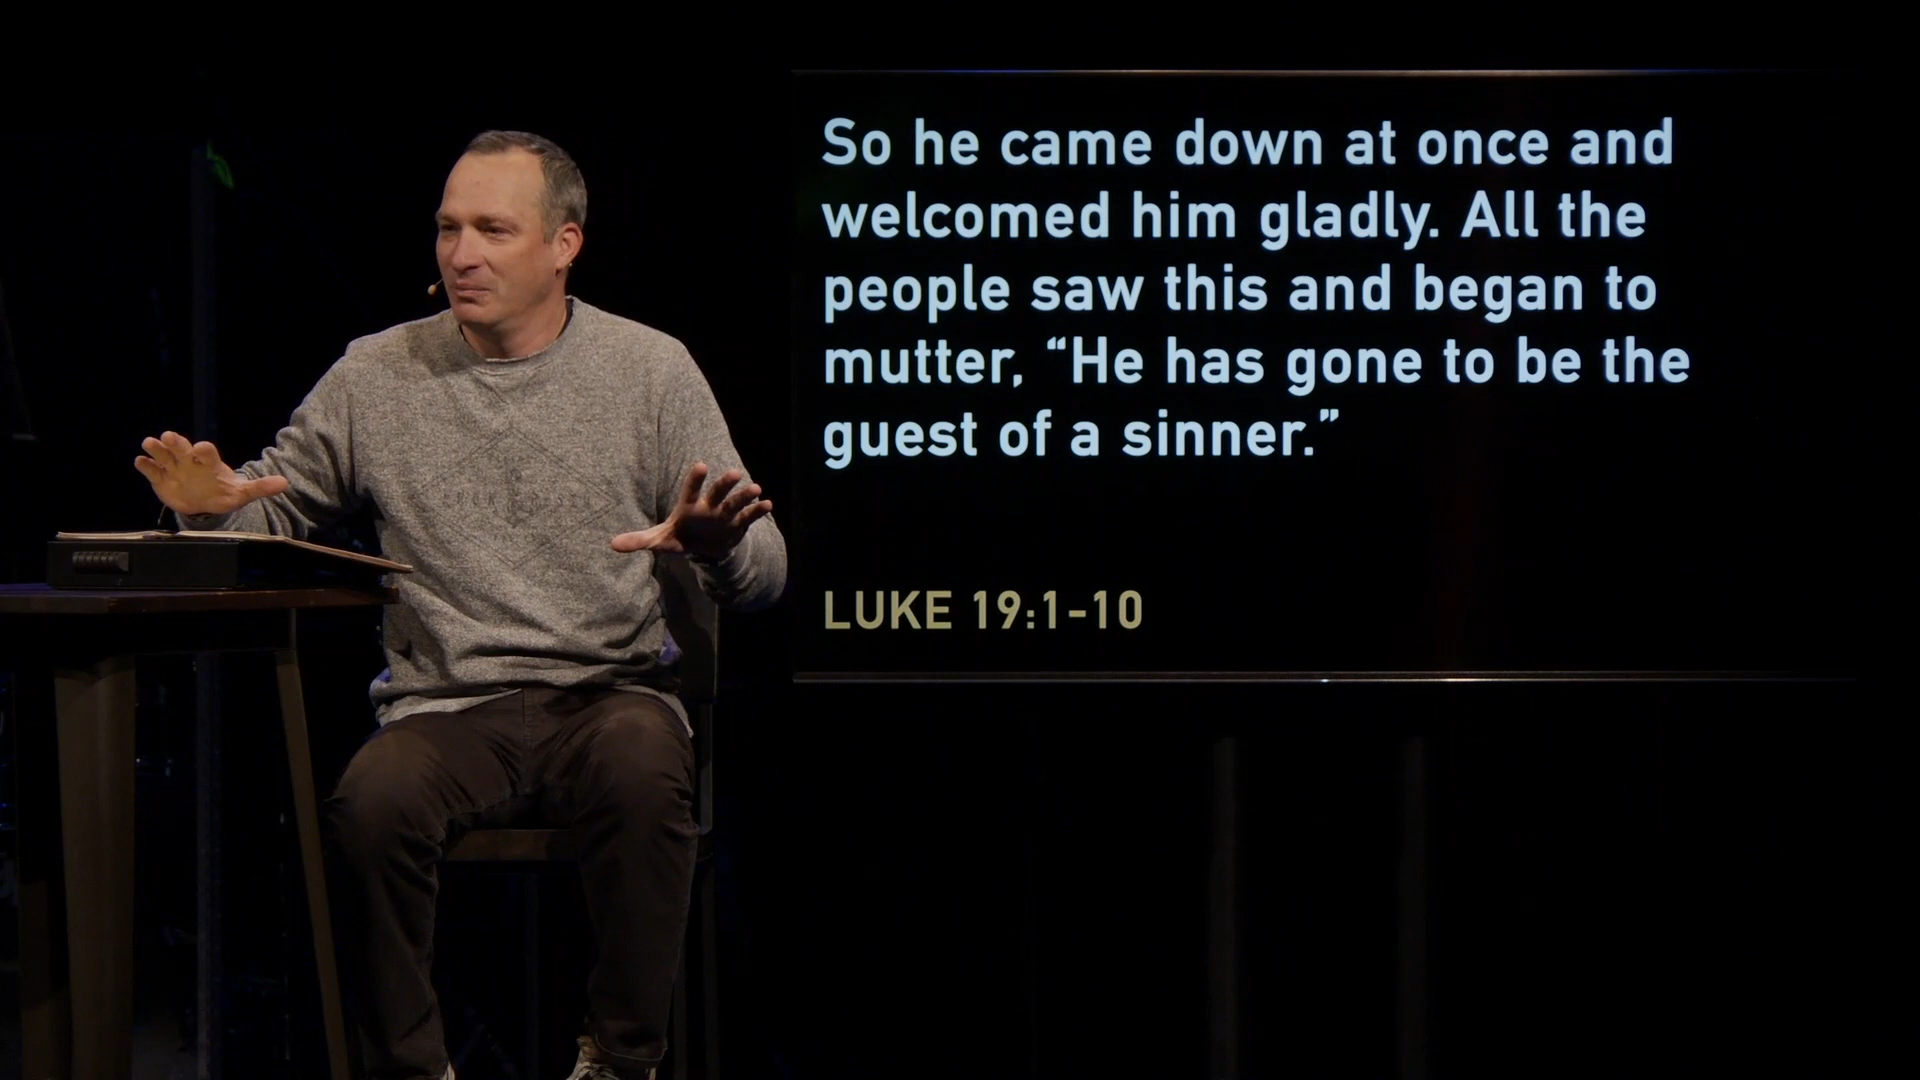 So he came down at once and
welcomed him gladly. All the
people saw this and began to
mutter, “He has gone to be the
guest of a sinner.”
LUKE 19:1-10